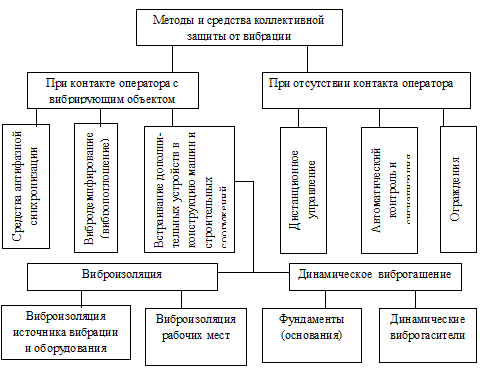 Методы и средства коллективной
защиты от вибрации
При контакте оператора с
вибрирующим объектом
При отсутствии контакта оператора
Средства антифазной
синхронизации
Вибродемпфирование
(вибропоглощение)
Встраивание дополни-
тельных устройств в
конструкцию машин и
строительных
сооружений
Дистанционное
управление
Автоматический
контроль и
сигнализация
Ограждения
Виброизоляция
Динамическое виброгашение
Виброизоляция
источника вибрации
и оборудования
Виброизоляция
рабочих мест
Фундаменты
(основания)
Динамические
виброгасители